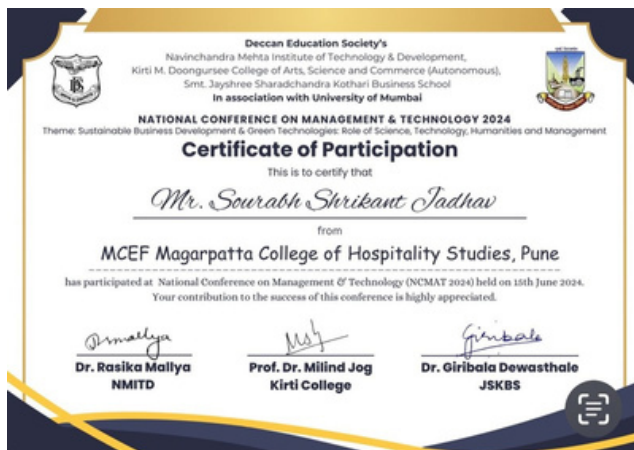 Deccan Education Society's
Navinchandra Mehta Institute of Technology & Development,
Kirti M. Doongursee College of Arts, Science and Commerce (Autonomous),
Smt. Jayshree Sharadchandra Kothari Business School
In association with University of Mumbai
NATIONAL CONFERENCE ON MANAGEMENT & TECHNOLOGY 2024
Theme: Sustainable Business Development & Green Technologies: Role of Science, Technology, Humanities and Management
Certificate of Participation
This is to certify that
Mr. Sourabh Shrikant Jadhav
from
MCEF Magarpatta College of Hospitality Studies, Pune
has participated at National Conference on Management & Technology (NCMAT 2024) held on 15th June 2024.
Your contribution to the success of this conference is highly appreciated.
Dr. Rasika Mallya
NMITD
Prof. Dr. Milind Jog
Kirti College
Dr. Giribala Dewasthale
JSKBS